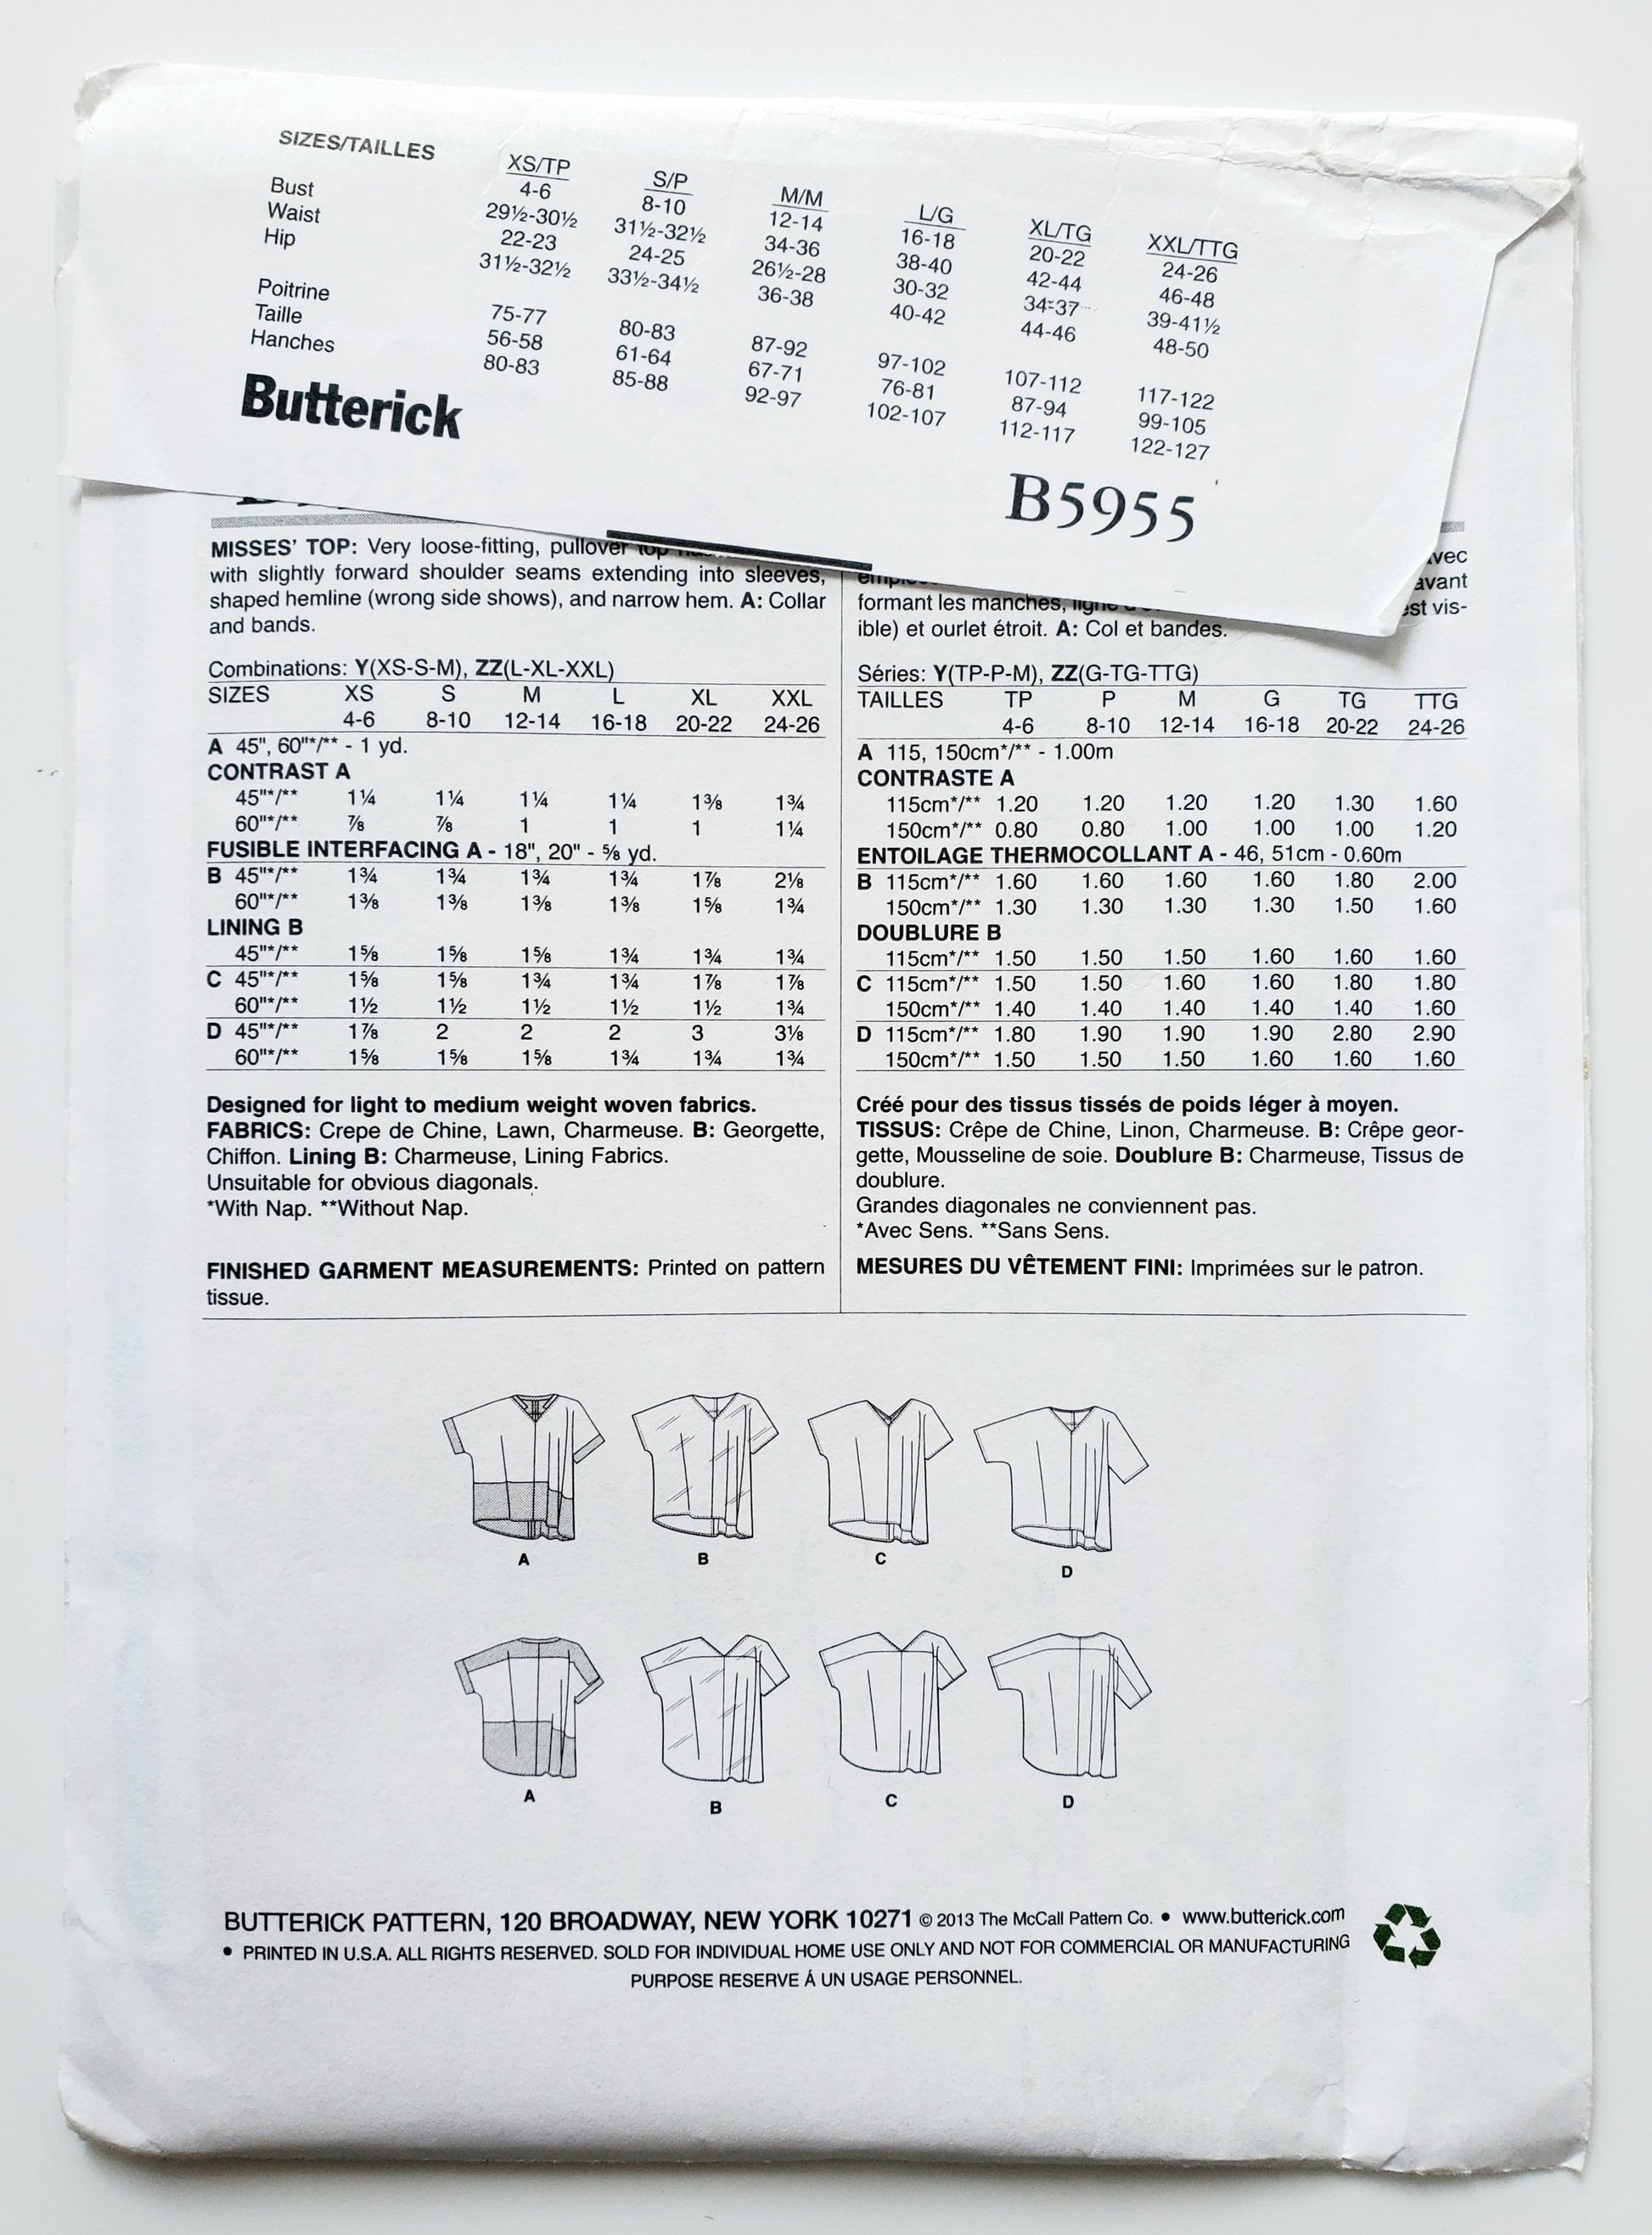 SIZES/TAILLES
XS/TP S/P M/M L/G XL/TG XXL/TTG
4-6 8-10 12-14 16-18 20-22 24-26
Bust 29½-30½ 31½-32½ 34-36 38-40 42-44 46-48
Waist 22-23 24-25 26½-28 30-32 34-37 39-41½
Hip 31½-32½ 33½-34½ 36-38 40-42 44-46 48-50
Poitrine 75-77 80-83 87-92 97-102 107-112 117-122
Taille 56-58 61-64 67-71 76-81 87-94 99-105
Hanches 80-83 85-88 92-97 102-107 112-117 122-127
Butterick
B5955
MISSES' TOP: Very loose-fitting, pullover top
with slightly forward shoulder seams extending into sleeves,
shaped hemline (wrong side shows), and narrow hem. A: Collar
and bands.
Combinations: Y(XS-S-M), ZZ(L-XL-XXL)
SIZES XS S M L XL XXL
4-6 8-10 12-14 16-18 20-22 24-26
A 45", 60"*/** - 1 yd.
CONTRAST A
45"*/** 1¼ 1¼ 1¼ 1¼ 1⅜ 1¾
60"*/** ⅞ ⅞ 1 1 1 1¼
FUSIBLE INTERFACING A - 18", 20" - ⅝ yd.
B 45"*/** 1¾ 1¾ 1¾ 1¾ 1⅞ 2⅛
60"*/** 1⅜ 1⅜ 1⅜ 1⅜ 1⅝ 1¾
LINING B
45"*/** 1⅝ 1⅝ 1⅝ 1¾ 1¾ 1¾
C 45"*/** 1⅝ 1⅝ 1¾ 1¾ 1⅞ 1⅞
60"*/** 1½ 1½ 1½ 1½ 1½ 1¾
D 45"*/** 1⅞ 2 2 2 3 3⅛
60"*/** 1⅝ 1⅝ 1⅝ 1¾ 1¾ 1¾
Designed for light to medium weight woven fabrics.
FABRICS: Crepe de Chine, Lawn, Charmeuse. B: Georgette,
Chiffon. Lining B: Charmeuse, Lining Fabrics.
Unsuitable for obvious diagonals.
*With Nap. **Without Nap.
FINISHED GARMENT MEASUREMENTS: Printed on pattern
tissue.
avant
formant les manches, est vis-
ible) et ourlet étroit. A: Col et bandes.
Séries: Y(TP-P-M), ZZ(G-TG-TTG)
TAILLES TP P M G TG TTG
4-6 8-10 12-14 16-18 20-22 24-26
A 115, 150cm*/** - 1.00m
CONTRASTE A
115cm*/** 1.20 1.20 1.20 1.20 1.30 1.60
150cm*/** 0.80 0.80 1.00 1.00 1.00 1.20
ENTOILAGE THERMOCOLLANT A - 46, 51cm - 0.60m
B 115cm*/** 1.60 1.60 1.60 1.60 1.80 2.00
150cm*/** 1.30 1.30 1.30 1.30 1.50 1.60
DOUBLURE B
115cm*/** 1.50 1.50 1.50 1.60 1.60 1.60
C 115cm*/** 1.50 1.50 1.60 1.60 1.80 1.80
150cm*/** 1.40 1.40 1.40 1.40 1.40 1.60
D 115cm*/** 1.80 1.90 1.90 1.90 2.80 2.90
150cm*/** 1.50 1.50 1.50 1.60 1.60 1.60
Créé pour des tissus tissés de poids léger à moyen.
TISSUS: Crêpe de Chine, Linon, Charmeuse. B: Crêpe geor-
gette, Mousseline de soie. Doublure B: Charmeuse, Tissus de
doublure.
Grandes diagonales ne conviennent pas.
*Avec Sens. **Sans Sens.
MESURES DU VÊTEMENT FINI: Imprimées sur le patron.
A B C D
A B C D
BUTTERICK PATTERN, 120 BROADWAY, NEW YORK 10271 © 2013 The McCall Pattern Co. • www.butterick.com
• PRINTED IN U.S.A. ALL RIGHTS RESERVED. SOLD FOR INDIVIDUAL HOME USE ONLY AND NOT FOR COMMERCIAL OR MANUFACTURING
PURPOSE RESERVE Á UN USAGE PERSONNEL.